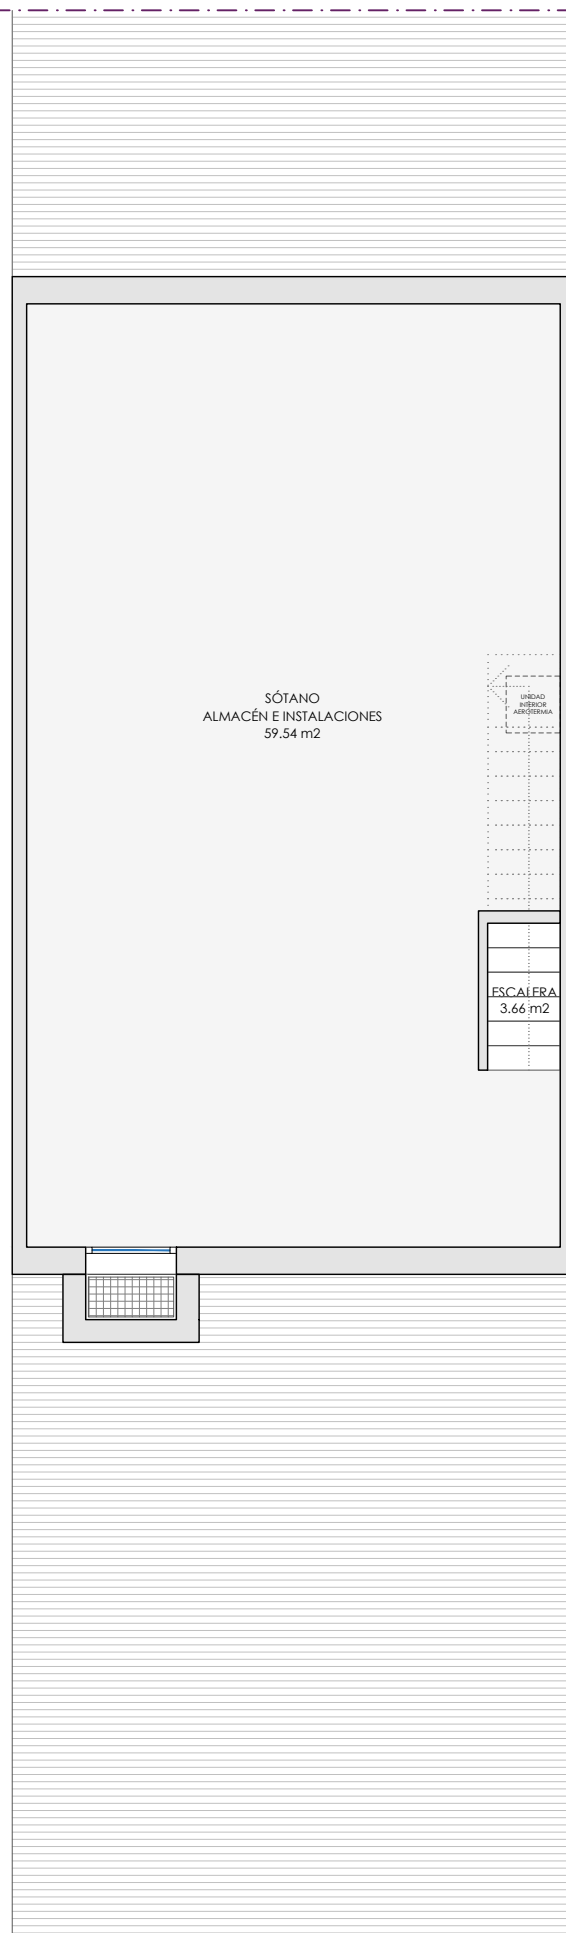 SÓTANO
ALMACÉN E INSTALACIONES
59.54 m2
UNIDAD
INTERIOR
AEROTERMIA
ESCALERA
3.66 m2